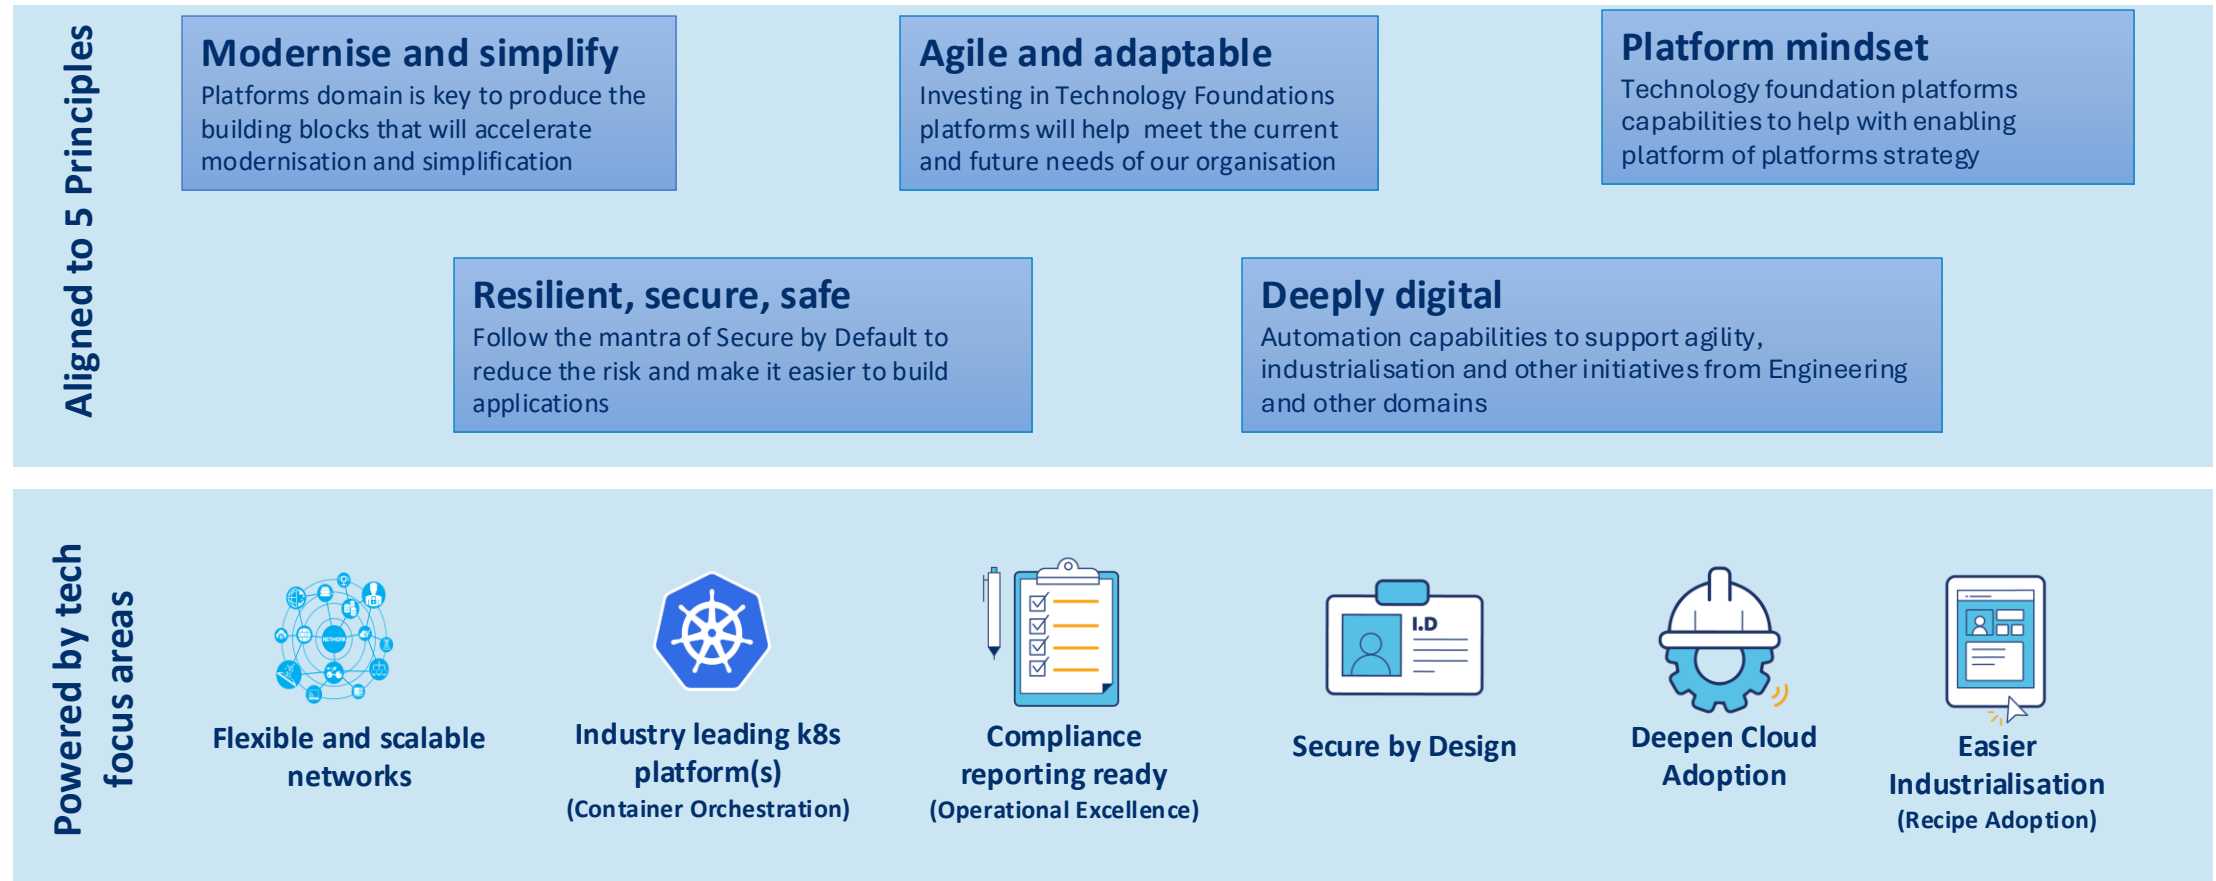 Aligned to 5 Principles
Modernise and simplify
Platforms domain is key to produce the
building blocks that will accelerate
modernisation and simplification
Agile and adaptable
Investing in Technology Foundations
platforms will help meet the current
and future needs of our organisation
Platform mindset
Technology foundation platforms
capabilities to help with enabling
platform of platforms strategy
Resilient, secure, safe
Follow the mantra of Secure by Default to
reduce the risk and make it easier to build
applications
Deeply digital
Automation capabilities to support agility,
industrialisation and other initiatives from Engineering
and other domains
Powered by tech
focus areas
NETWORK
Flexible and scalable
networks
Industry leading k8s
platform(s)
(Container Orchestration)
Compliance
reporting ready
(Operational Excellence)
I.D
Secure by Design
Deepen Cloud
Adoption
Easier
Industrialisation
(Recipe Adoption)